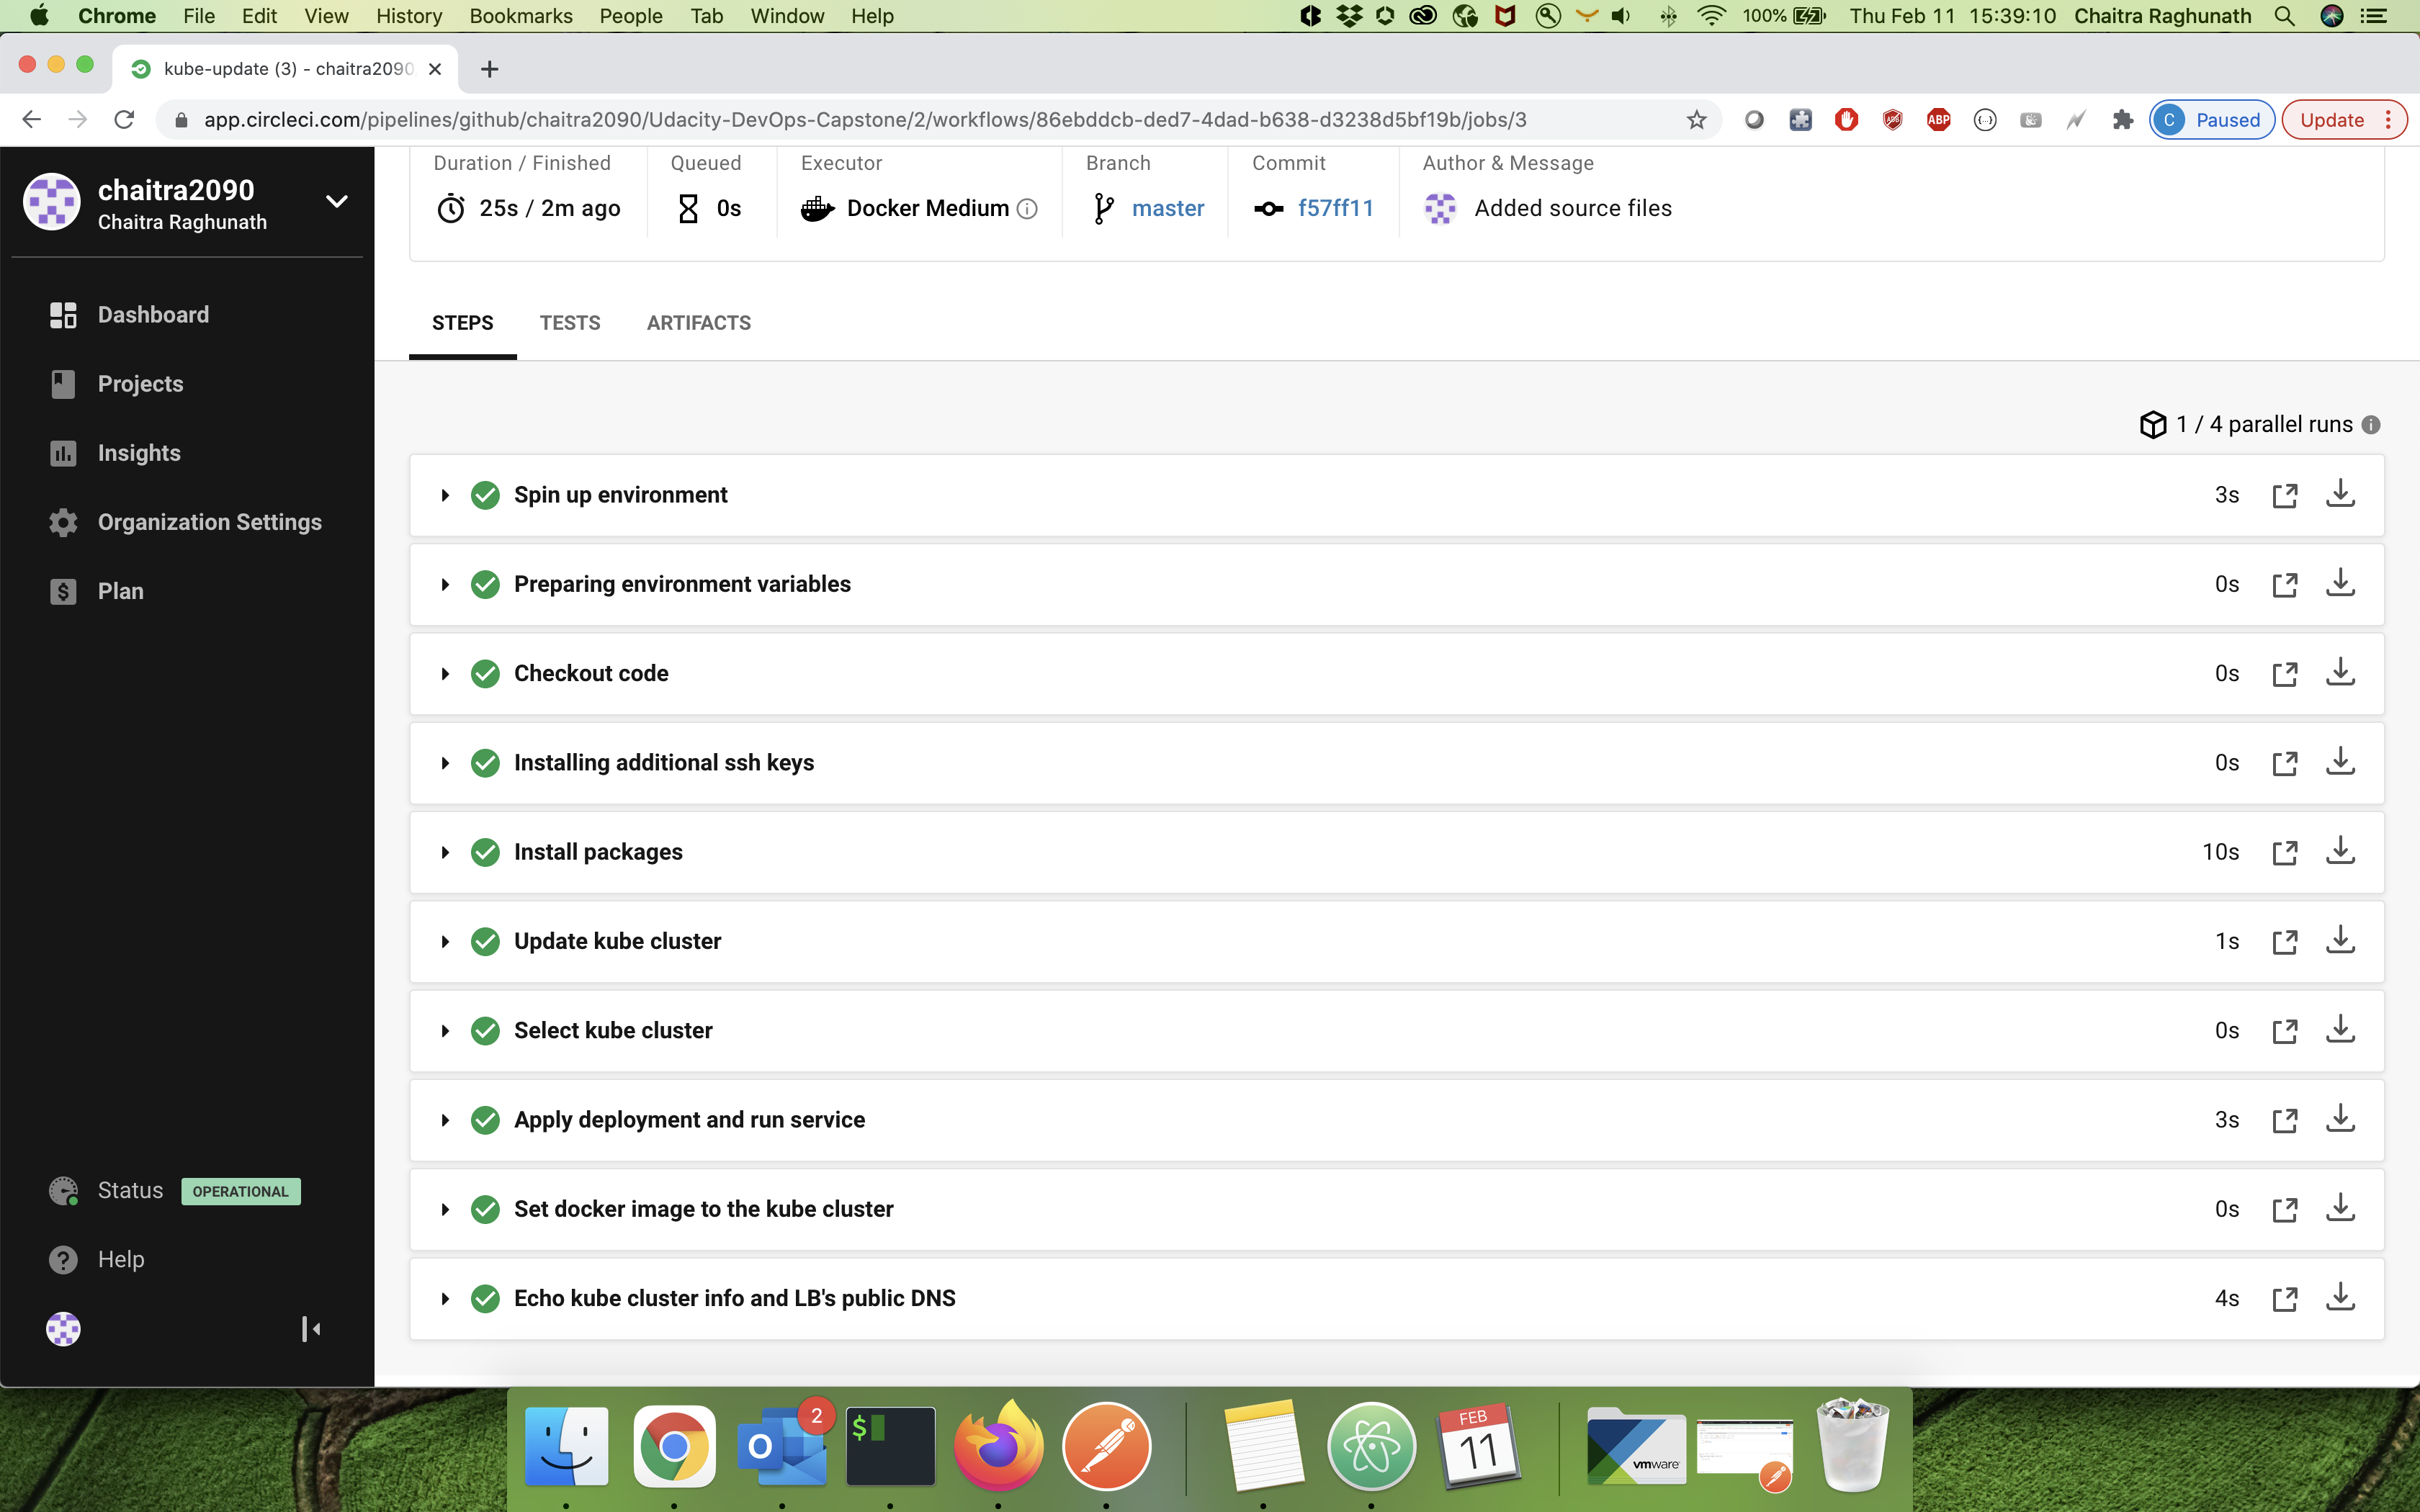 Chrome File Edit View History Bookmarks People Tab Window Help 100% Thu Feb 11 15:39:10 Chaitra Raghunath
kube-update (3) - chaitra2090
app.circleci.com/pipelines/github/chaitra2090/Udacity-DevOps-Capstone/2/workflows/86ebddcb-ded7-4dad-b638-d3238d5bf19b/jobs/3
ABP
C Paused
Update
chaitra2090
Chaitra Raghunath
Dashboard
Projects
Insights
Organization Settings
Plan
Status OPERATIONAL
Help
Duration / Finished Queued Executor Branch Commit Author & Message
25s / 2m ago 0s Docker Medium master f57ff11 Added source files
STEPS TESTS ARTIFACTS
1 / 4 parallel runs
Spin up environment 3s
Preparing environment variables 0s
Checkout code 0s
Installing additional ssh keys 0s
Install packages 10s
Update kube cluster 1s
Select kube cluster 0s
Apply deployment and run service 3s
Set docker image to the kube cluster 0s
Echo kube cluster info and LB's public DNS 4s
2
O
$
FEB
11
vmware